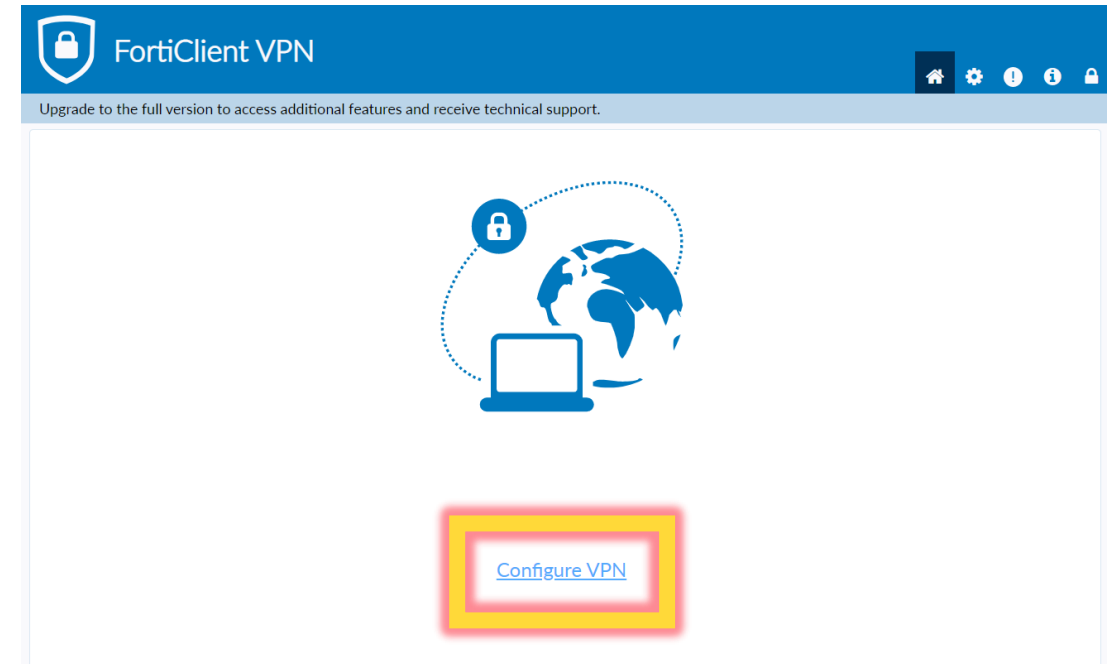 FortiClient VPN
Upgrade to the full version to access additional features and receive technical support.
Configure VPN